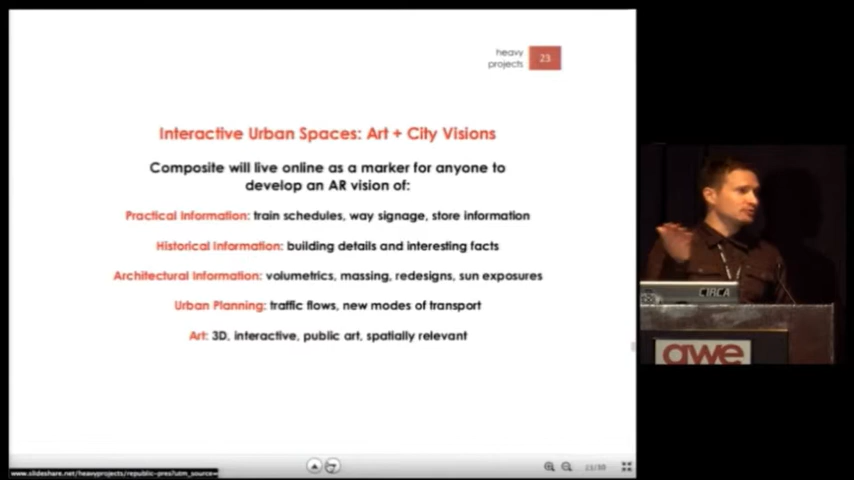 heavy
projects
23
Interactive Urban Spaces: Art + City Visions
Composite will live online as a marker for anyone to
develop an AR vision of:
Practical Information: train schedules, way signage, store information
Historical Information: building details and interesting facts
Architectural Information: volumetrics, massing, redesigns, sun exposures
Urban Planning: traffic flows, new modes of transport
Art: 3D, interactive, public art, spatially relevant
CIRCA
awe